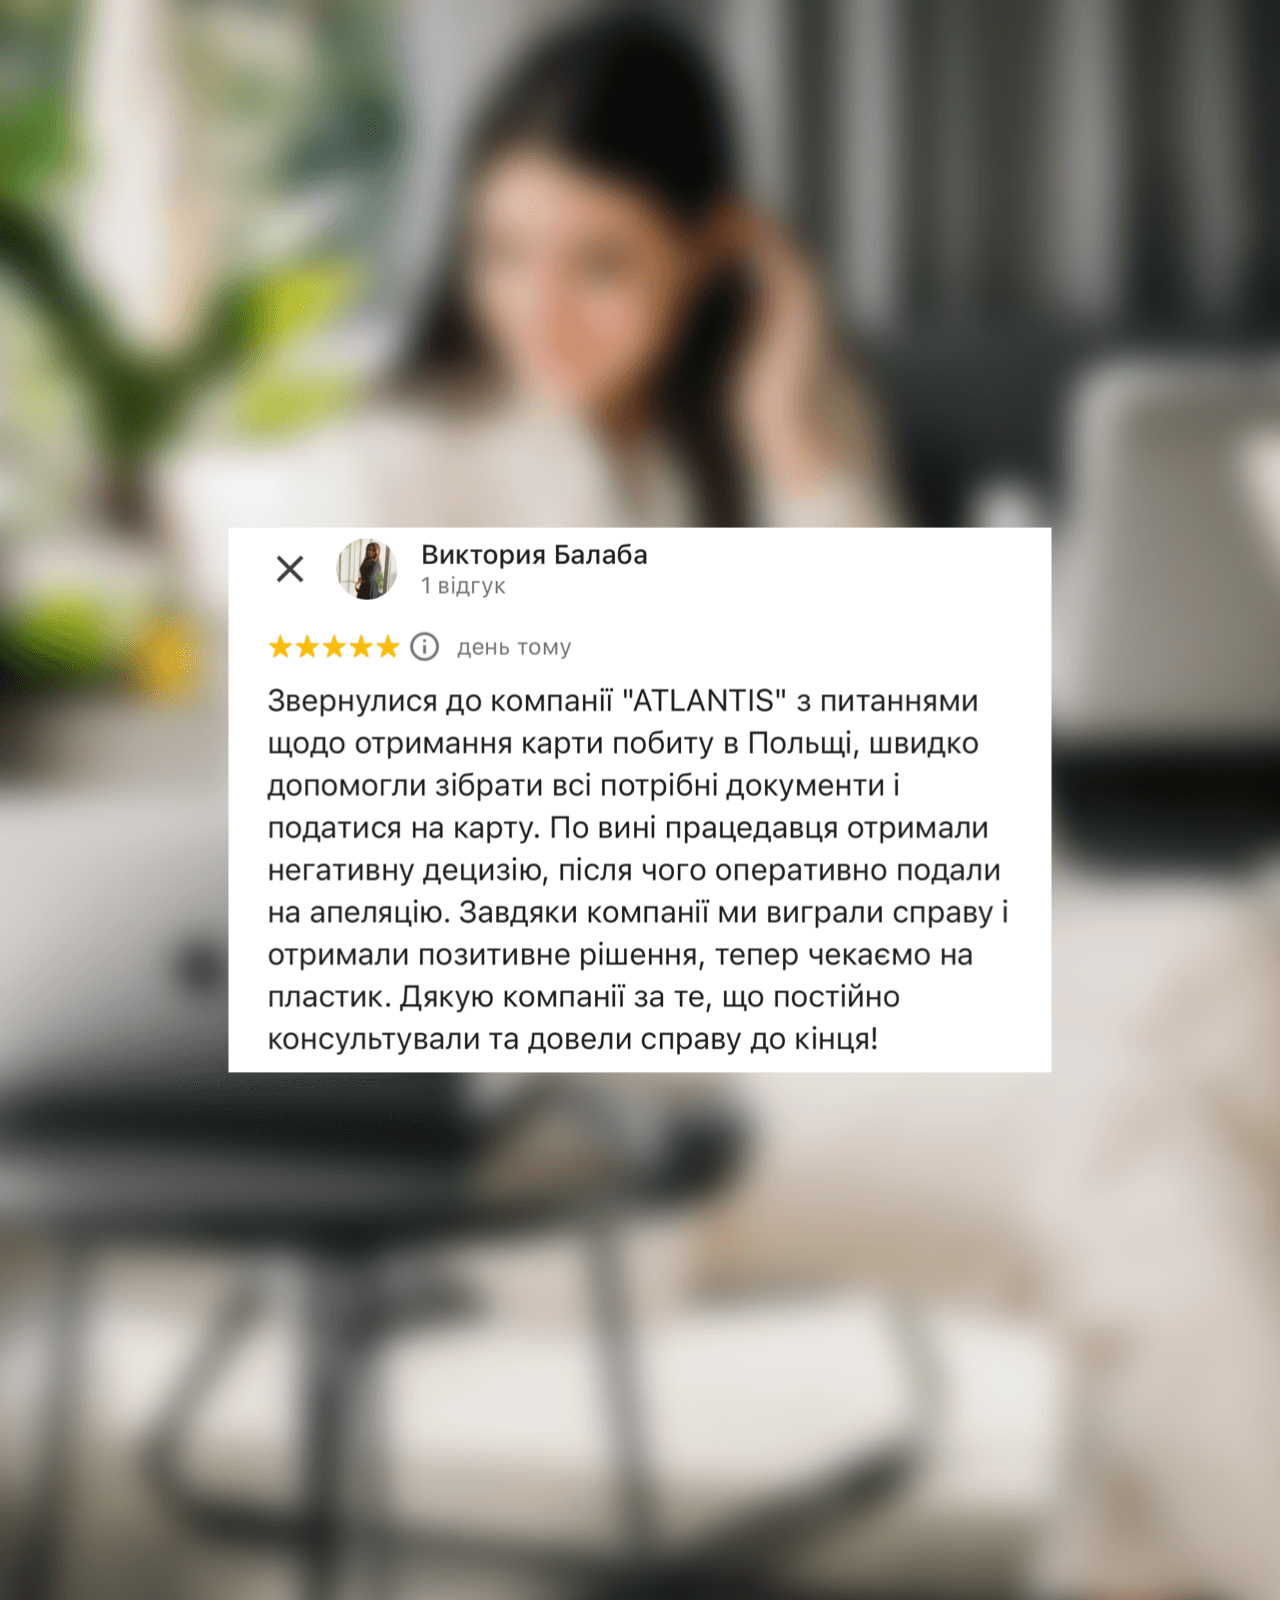 Виктория Балаба
1 відгук
день тому
Звернулися до компанії "ATLANTIS" з питаннями
щодо отримання карти побиту в Польщі, швидко
допомогли зібрати всі потрібні документи і
податися на карту. По вині працедавця отримали
негативну децизію, після чого оперативно подали
на апеляцію. Завдяки компанії ми виграли справу і
отримали позитивне рішення, тепер чекаємо на
пластик. Дякую компанії за те, що постійно
консультували та довели справу до кінця!